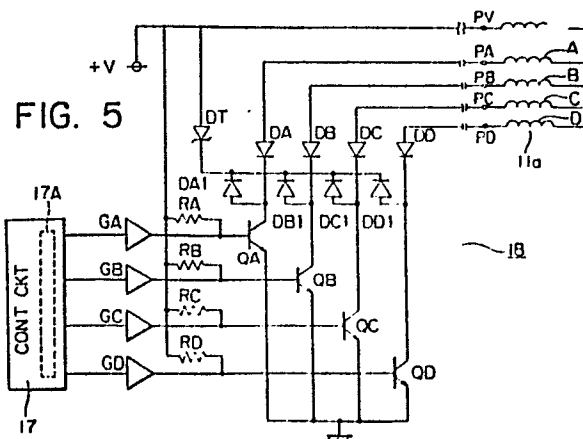 PV
A
PA
+V
PB
B
PC
C
FIG. 5
DT
DA
DB
DC
DD
PD
D
11a
17A
DA1
DB1
DC1
DD1
RA
18
GA
QA
RB
GB
QB
CONT CKT
RC
GC
QC
RD
GD
QD
17